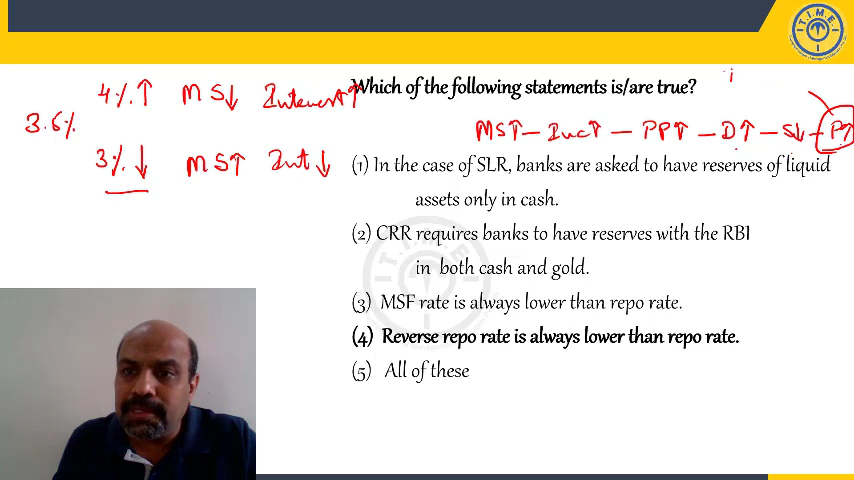 T.I.M.E.
4% ↑ MS↓ Interest↑
Which of the following statements is/are true?
3.6%
MS↑ – Inc↑ – PP↑ – D↑ – S↓ – P↑
3% ↓ MS↑ Int ↓
(1) In the case of SLR, banks are asked to have reserves of liquid
assets only in cash.
(2) CRR requires banks to have reserves with the RBI
in both cash and gold.
(3) MSF rate is always lower than repo rate.
(4) Reverse repo rate is always lower than repo rate.
(5) All of these